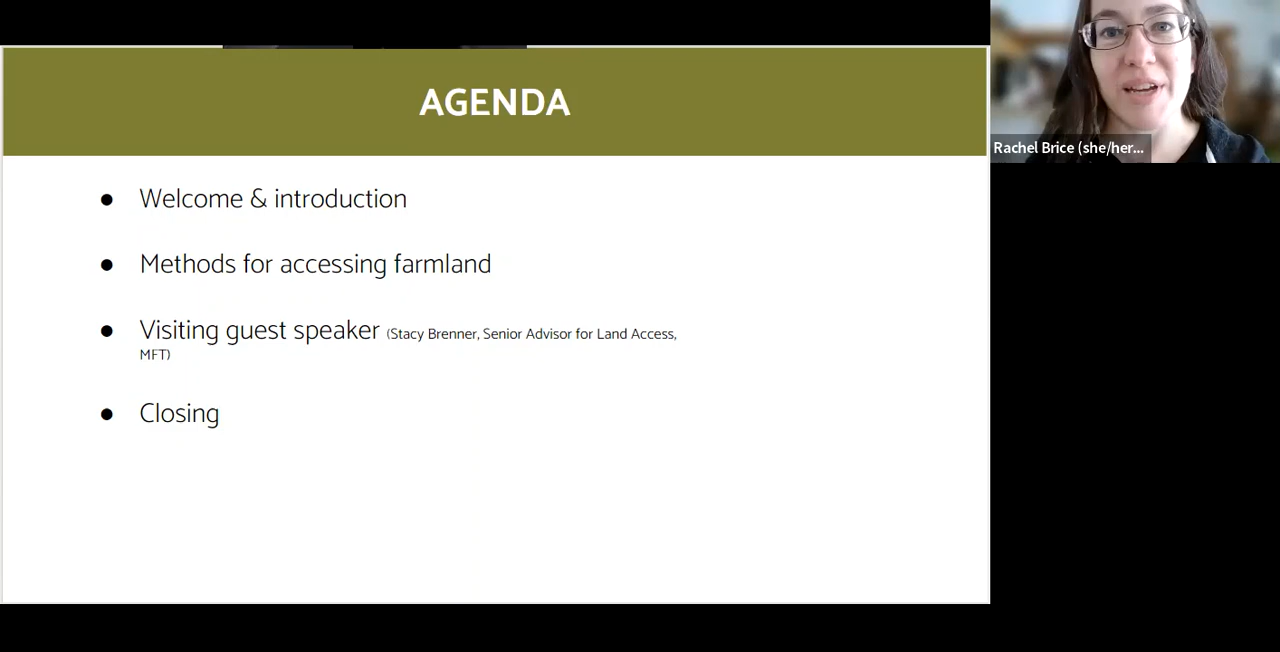 AGENDA
● Welcome & introduction
● Methods for accessing farmland
● Visiting guest speaker (Stacy Brenner, Senior Advisor for Land Access,
MFT)
● Closing
Rachel Brice (she/her...